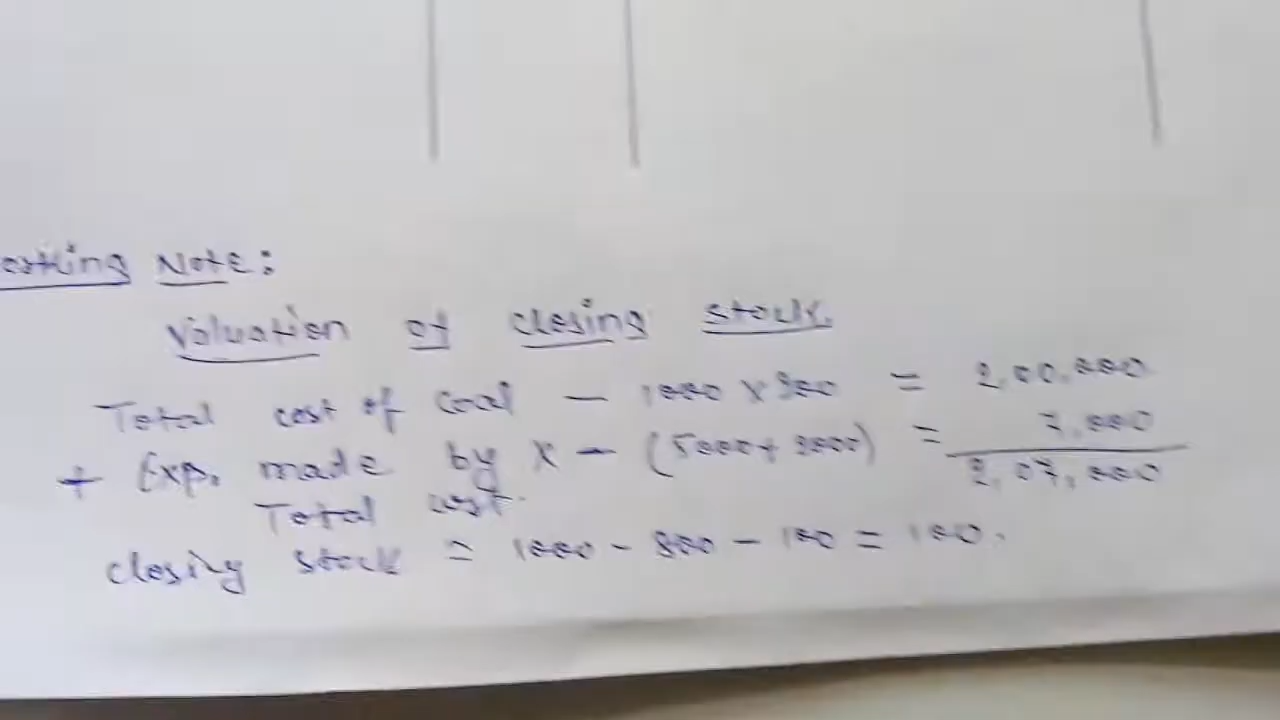 orking Note:
Valuation of closing stock.
Total cost of coal — 1000 x 200 = 2,00,000
+ Exp. made by X — (5000+2000) = 7,000
Total cost. 2,07,000
closing stock = 1000 - 800 - 100 = 100.